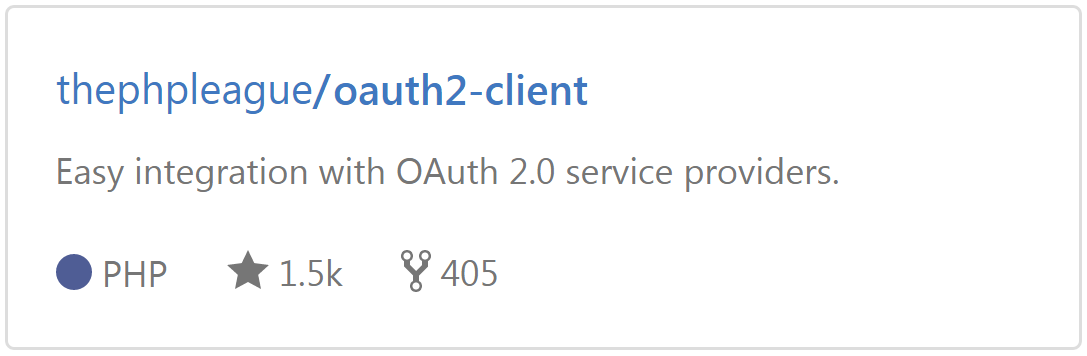 thephpleague/oauth2-client
Easy integration with OAuth 2.0 service providers.
PHP 1.5k 405